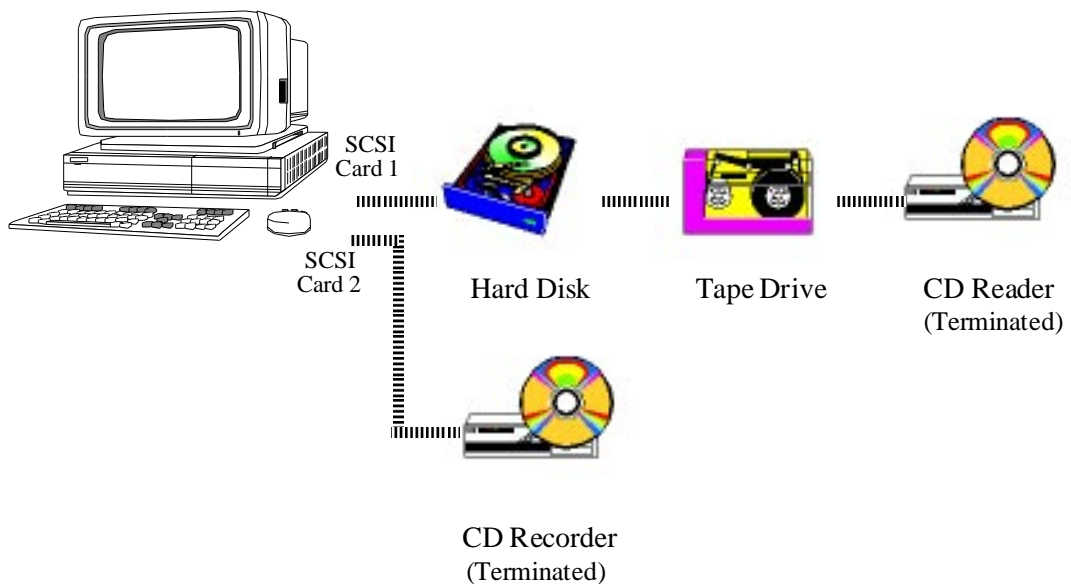 SCSI
Card 1
SCSI
Card 2
Hard Disk
Tape Drive
CD Reader
(Terminated)
CD Recorder
(Terminated)